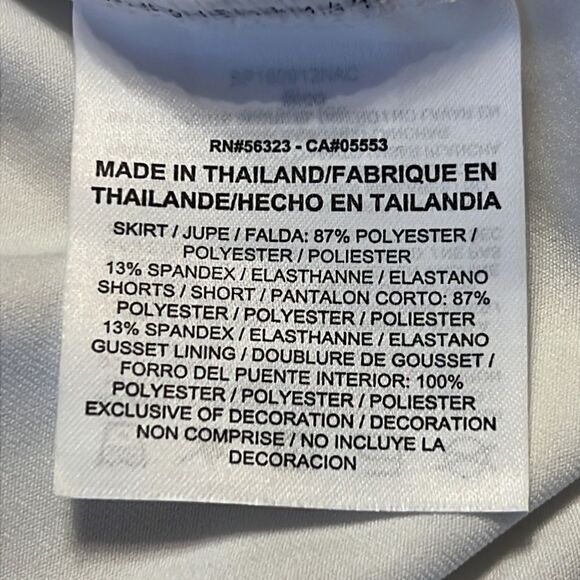 RN#56323 - CA#05553
MADE IN THAILAND/FABRIQUE EN
THAILANDE/HECHO EN TAILANDIA
SKIRT / JUPE / FALDA: 87% POLYESTER /
POLYESTER / POLIESTER
13% SPANDEX / ELASTHANNE / ELASTANO
SHORTS / SHORT / PANTALON CORTO: 87%
POLYESTER / POLYESTER / POLIESTER
13% SPANDEX / ELASTHANNE / ELASTANO
GUSSET LINING / DOUBLURE DE GOUSSET /
FORRO DEL PUENTE INTERIOR: 100%
POLYESTER / POLYESTER / POLIESTER
EXCLUSIVE OF DECORATION / DECORATION
NON COMPRISE / NO INCLUYE LA
DECORACION